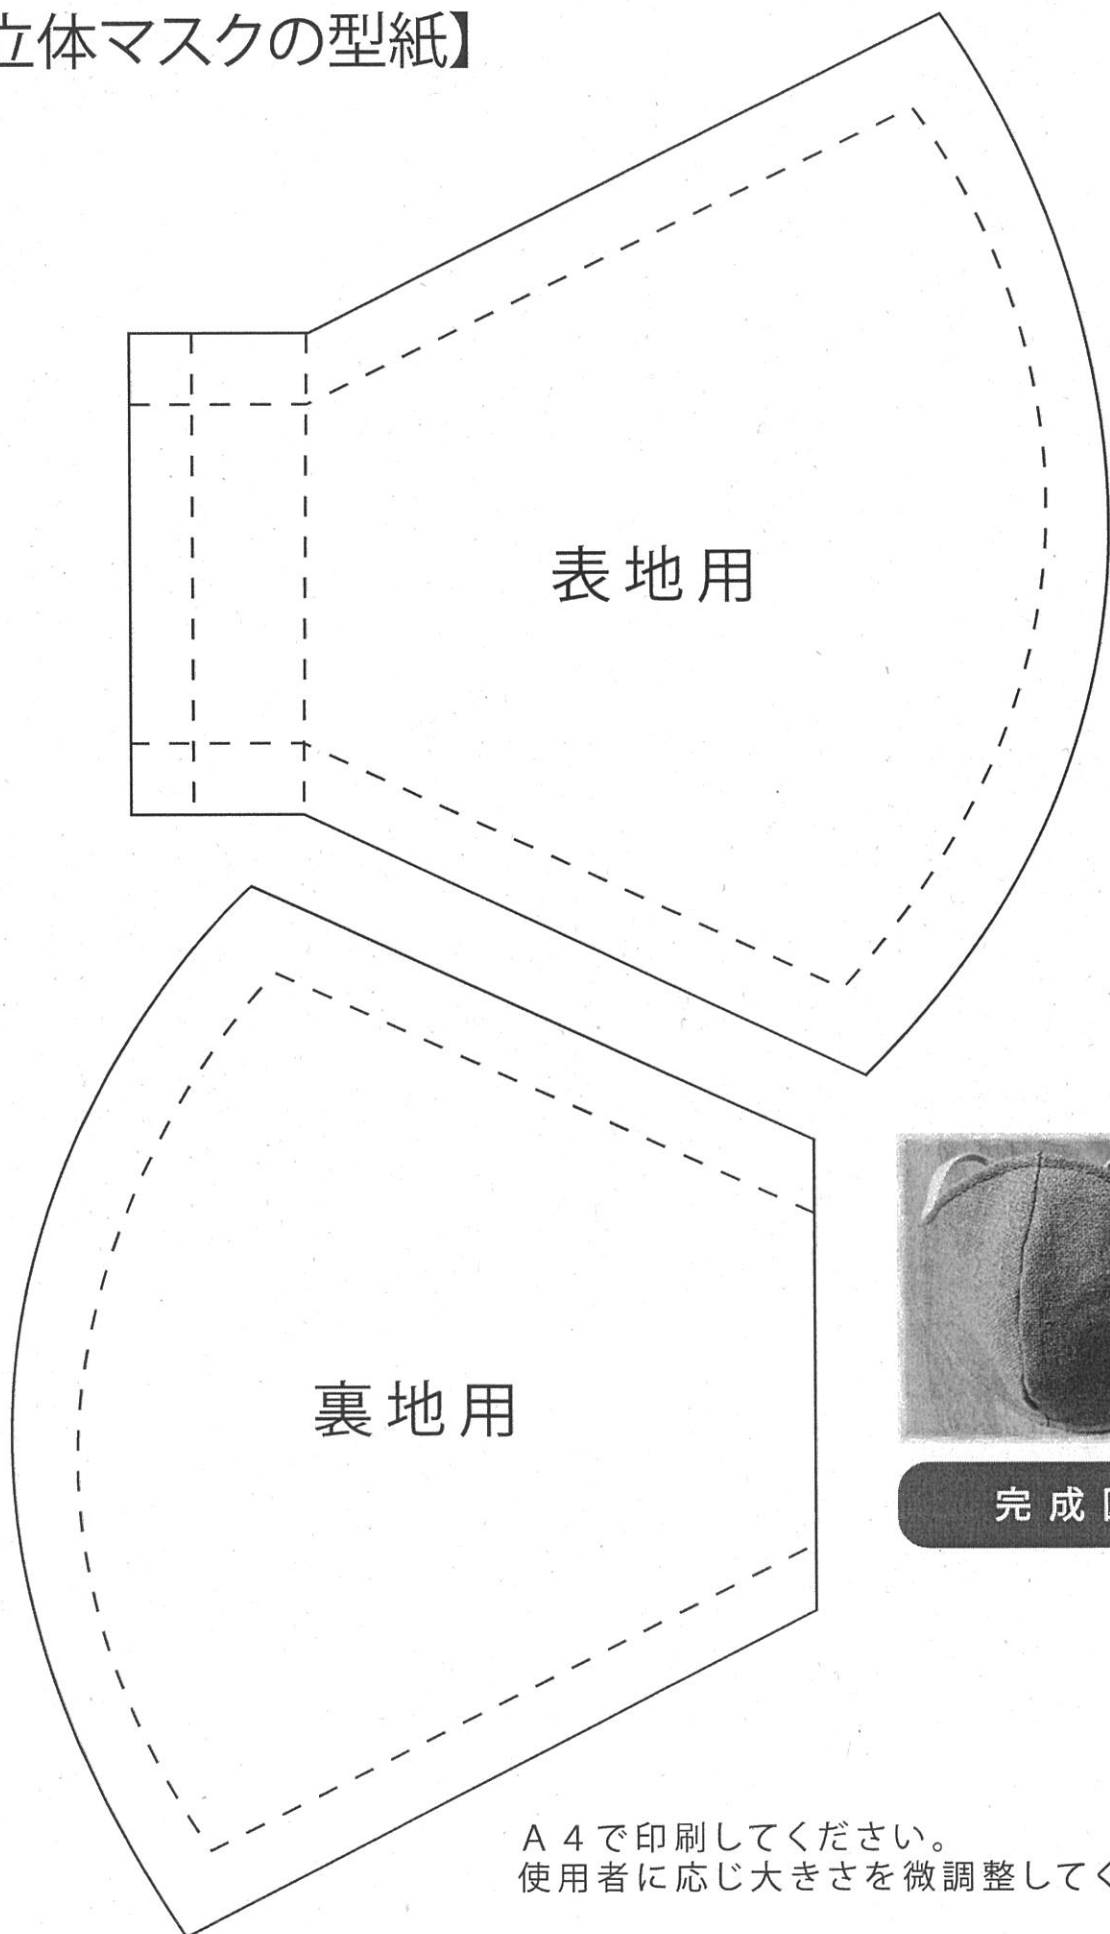 立体マスクの型紙】
表地用
裏地用
完成
A4で印刷してください。
使用者に応じ大きさを微調整してく